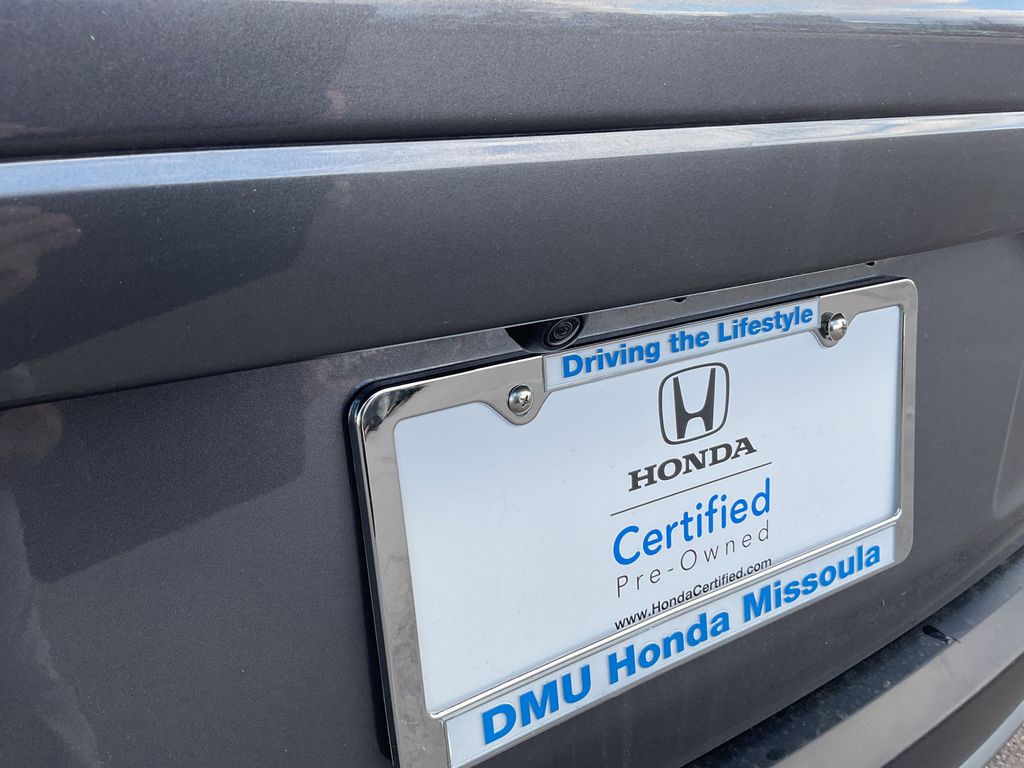 Driving the Lifestyle
HONDA
Certified
Pre-Owned
www.HondaCertified.com
DMU Honda Missoula